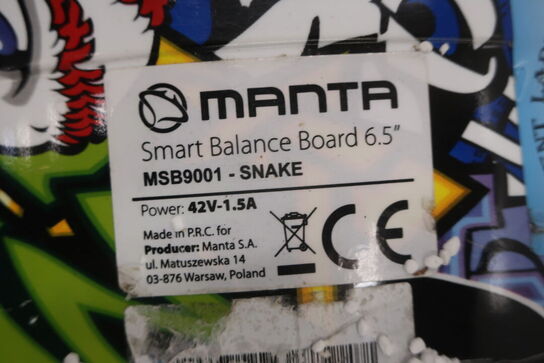 MANTA
Smart Balance Board 6.5"
MSB9001 - SNAKE
Power: 42V-1.5A
Made in P.R.C. for
Producer: Manta S.A.
ul. Matuszewska 14
03-876 Warsaw, Poland
CE